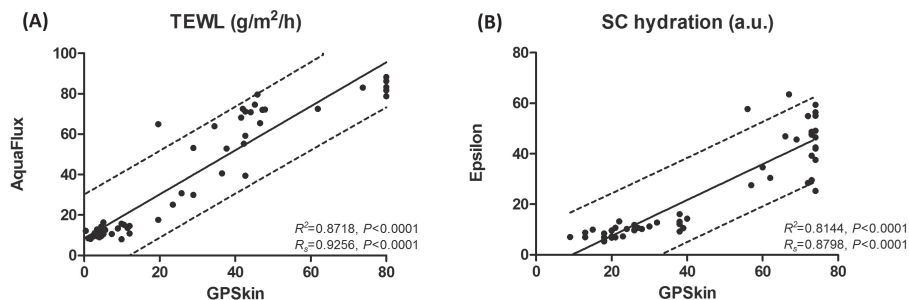 (A) TEWL (g/m²/h)
100
80
60
40
20
0
AquaFlux
0 20 40 60 80
GPSkin
R²=0.8718, P<0.0001
Rs=0.9256, P<0.0001
(B) SC hydration (a.u.)
80
60
40
20
0
Epsilon
0 20 40 60 80
GPSkin
R²=0.8144, P<0.0001
Rs=0.8798, P<0.0001